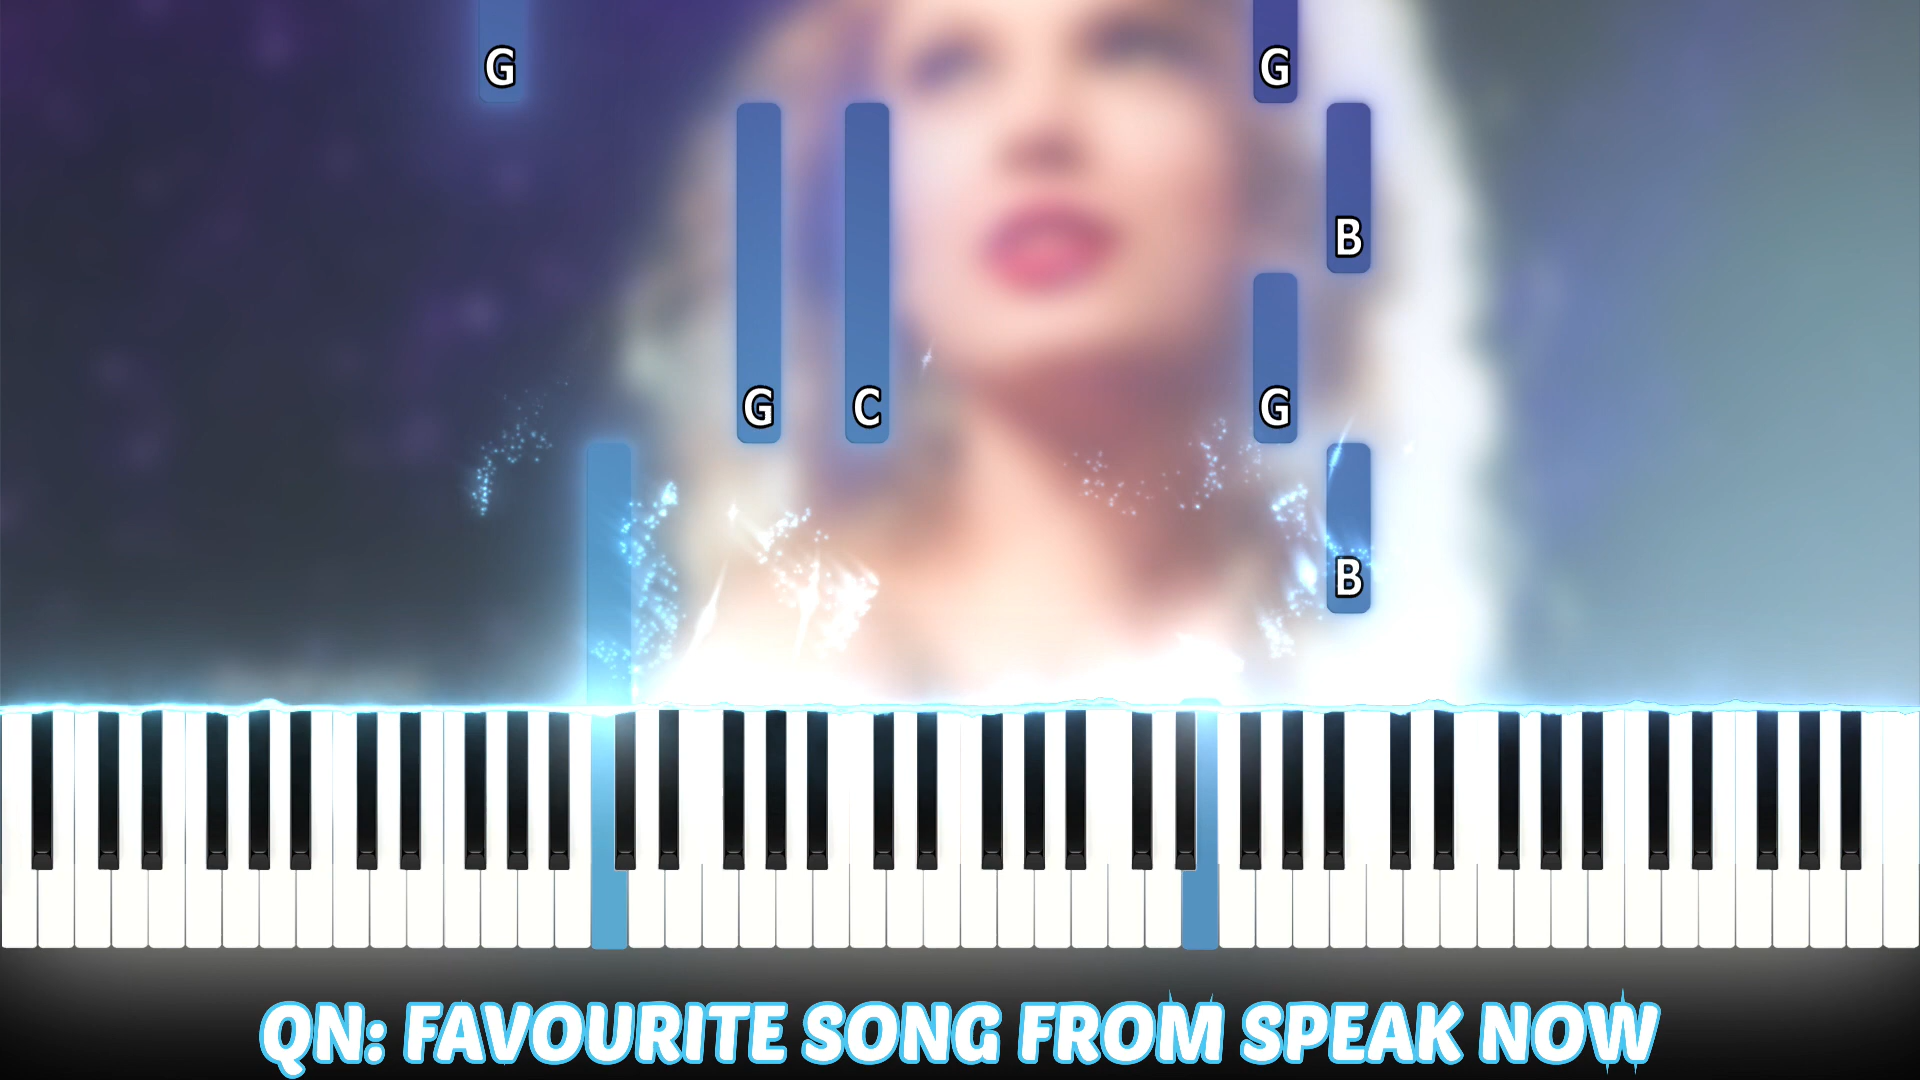 G G
B
G C G
B
QN: FAVOURITE SONG FROM SPEAK NOW